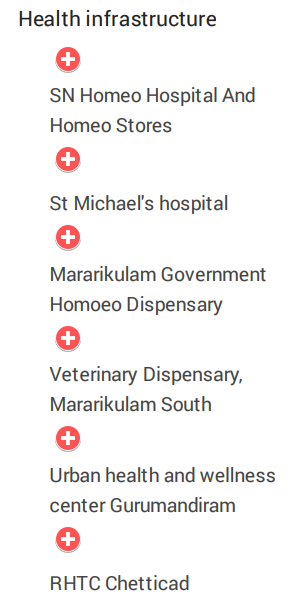 Health infrastructure
SN Homeo Hospital And
Homeo Stores
St Michael's hospital
Mararikulam Government
Homoeo Dispensary
Veterinary Dispensary,
Mararikulam South
Urban health and wellness
center Gurumandiram
RHTC Chetticad